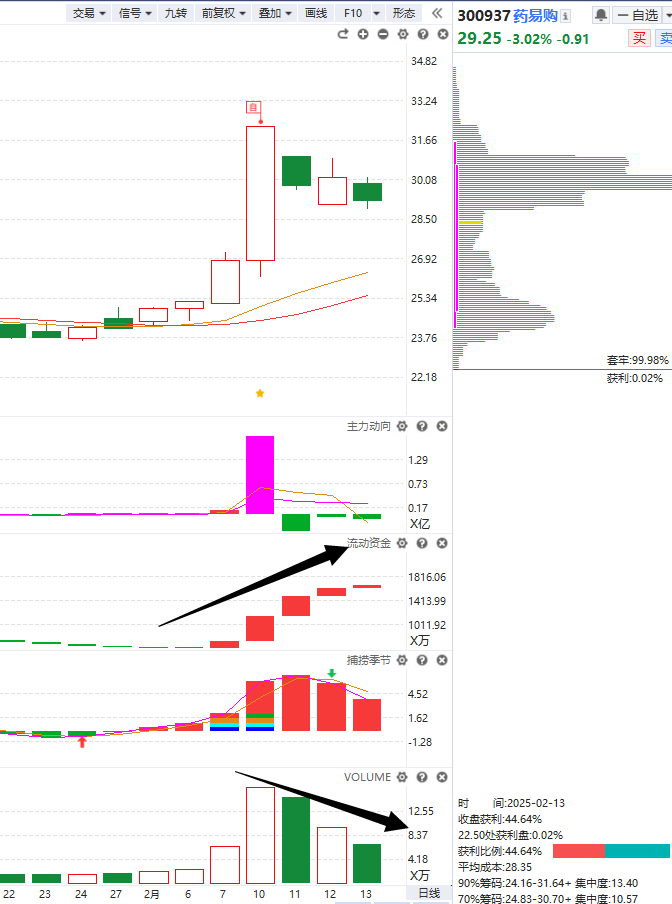 交易 信号 九转 前复权 叠加 画线 F10 形态
300937 药易购
自选
29.25 -3.02% -0.91
买 卖
34.82
33.24
自
31.66
30.08
28.50
26.92
25.34
23.76
22.18
套牢:99.98%
获利:0.02%
主力动向
1.29
0.73
0.17
X亿
流动资金
1816.06
1413.99
1011.92
X万
捕捞季节
4.52
1.62
-1.28
VOLUME
12.55
8.37
4.18
X万
22 23 24 27 2月 6 7 10 11 12 13 日线
时 间:2025-02-13
收盘获利:44.64%
22.50处获利盘:0.02%
获利比例:44.64%
平均成本:28.35
90%筹码:24.16-31.64+ 集中度:13.40
70%筹码:24.83-30.70+ 集中度:10.57